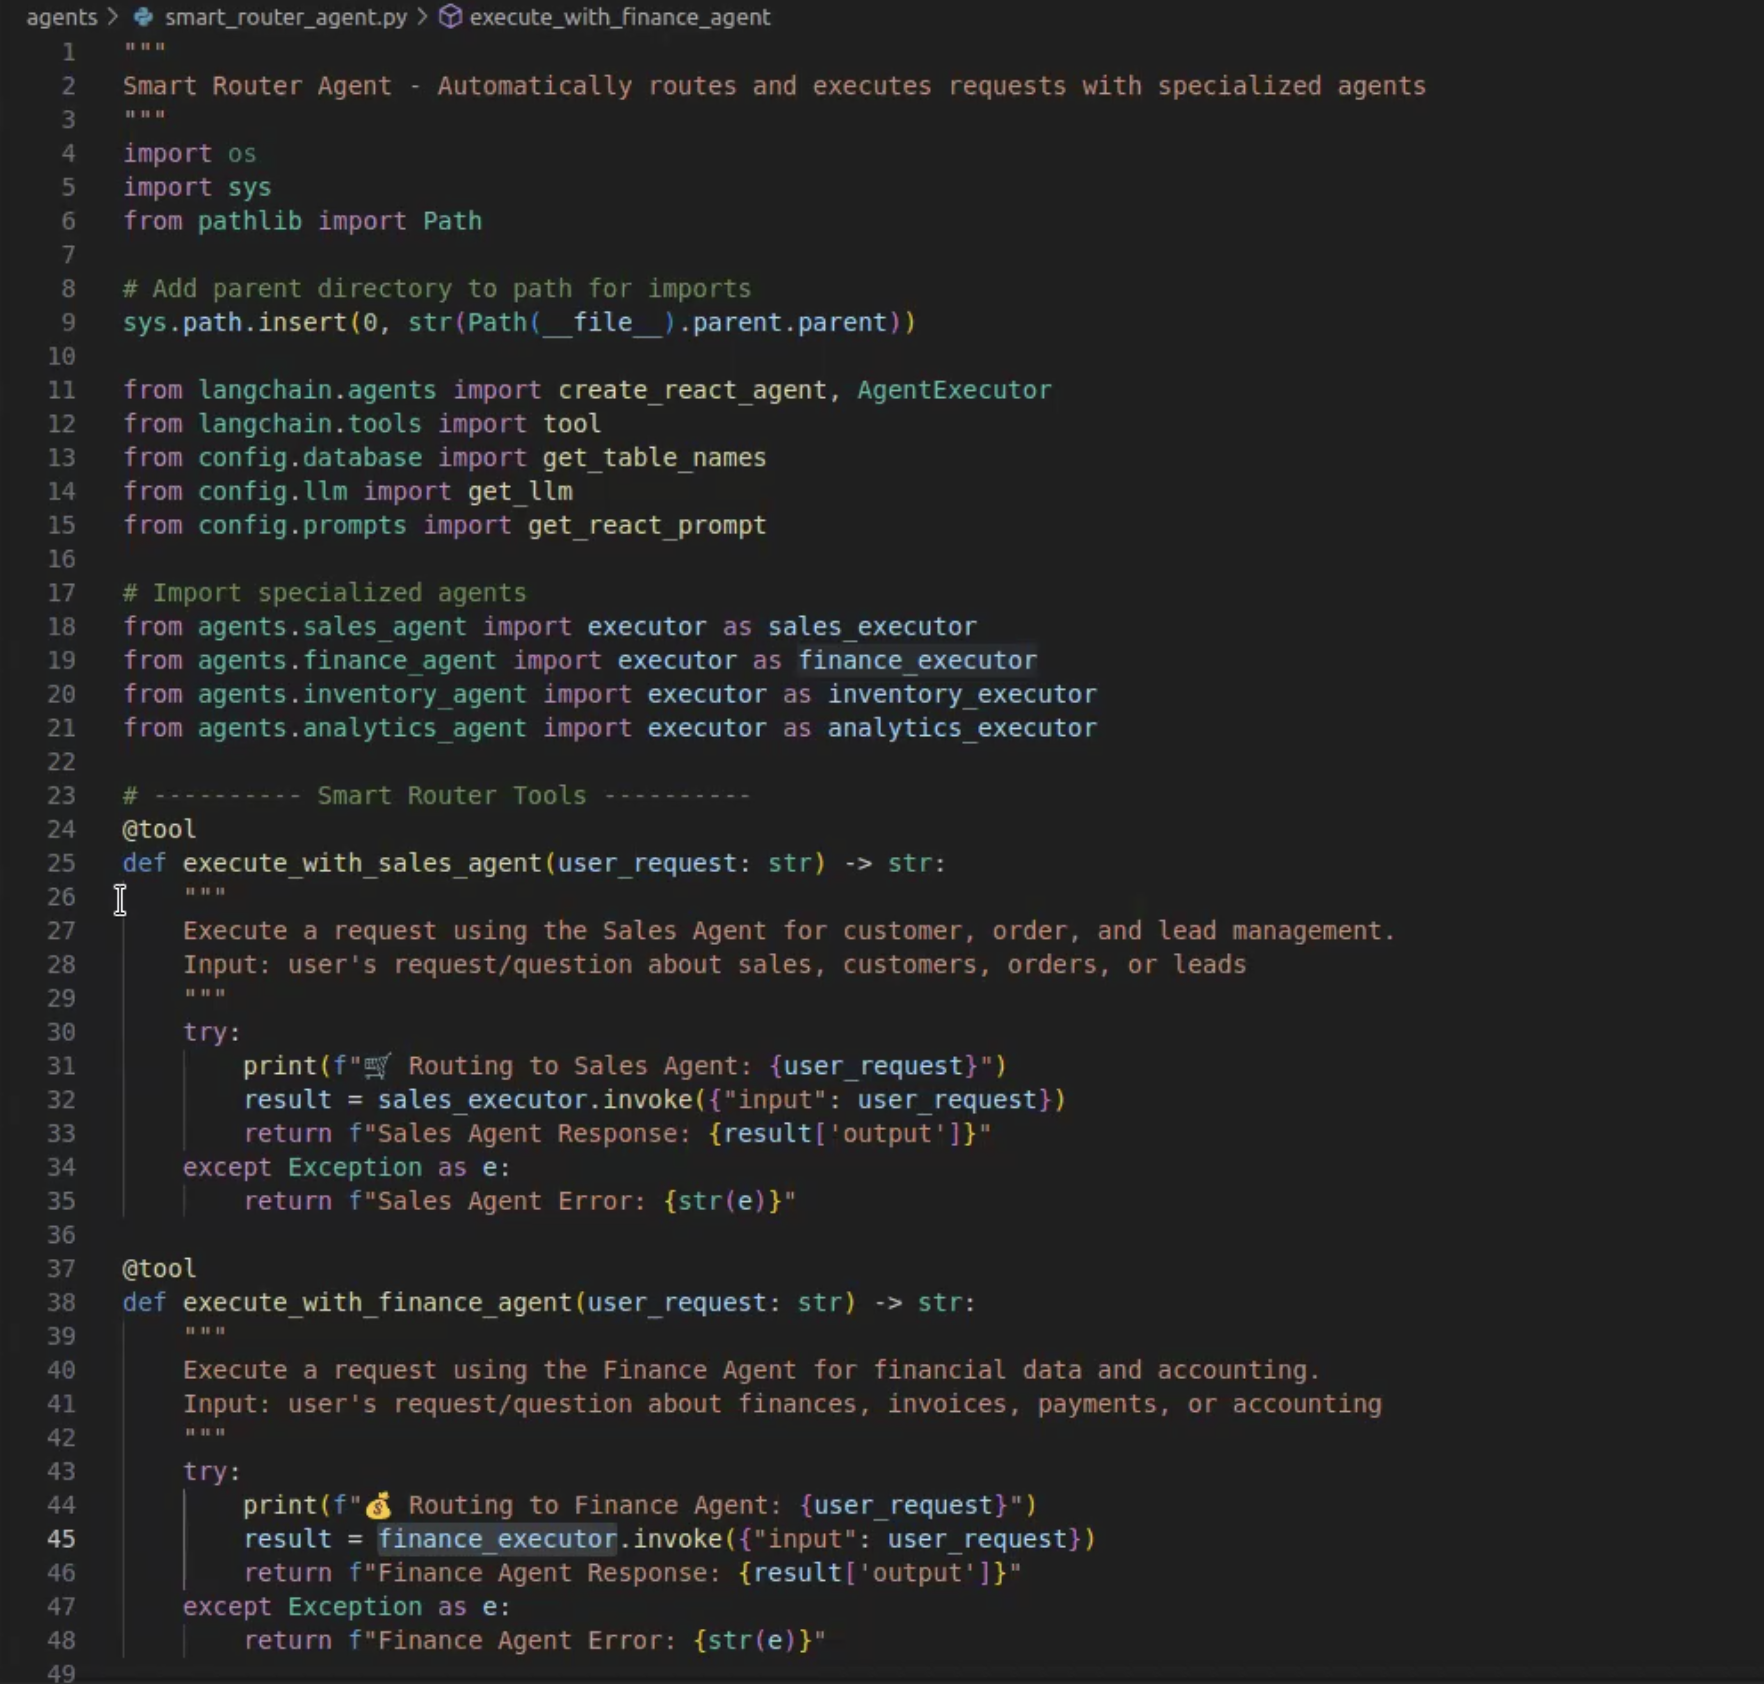 agents > smart_router_agent.py > execute_with_finance_agent
1 """
2 Smart Router Agent - Automatically routes and executes requests with specialized agents
3 """
4 import os
5 import sys
6 from pathlib import Path
7
8 # Add parent directory to path for imports
9 sys.path.insert(0, str(Path(__file__).parent.parent))
10
11 from langchain.agents import create_react_agent, AgentExecutor
12 from langchain.tools import tool
13 from config.database import get_table_names
14 from config.llm import get_llm
15 from config.prompts import get_react_prompt
16
17 # Import specialized agents
18 from agents.sales_agent import executor as sales_executor
19 from agents.finance_agent import executor as finance_executor
20 from agents.inventory_agent import executor as inventory_executor
21 from agents.analytics_agent import executor as analytics_executor
22
23 # ---------- Smart Router Tools ----------
24 @tool
25 def execute_with_sales_agent(user_request: str) -> str:
26     """
27     Execute a request using the Sales Agent for customer, order, and lead management.
28     Input: user's request/question about sales, customers, orders, or leads
29     """
30     try:
31         print(f"🛒 Routing to Sales Agent: {user_request}")
32         result = sales_executor.invoke({"input": user_request})
33         return f"Sales Agent Response: {result['output']}"
34     except Exception as e:
35         return f"Sales Agent Error: {str(e)}"
36
37 @tool
38 def execute_with_finance_agent(user_request: str) -> str:
39     """
40     Execute a request using the Finance Agent for financial data and accounting.
41     Input: user's request/question about finances, invoices, payments, or accounting
42     """
43     try:
44         print(f"💰 Routing to Finance Agent: {user_request}")
45         result = finance_executor.invoke({"input": user_request})
46         return f"Finance Agent Response: {result['output']}"
47     except Exception as e:
48         return f"Finance Agent Error: {str(e)}"
49